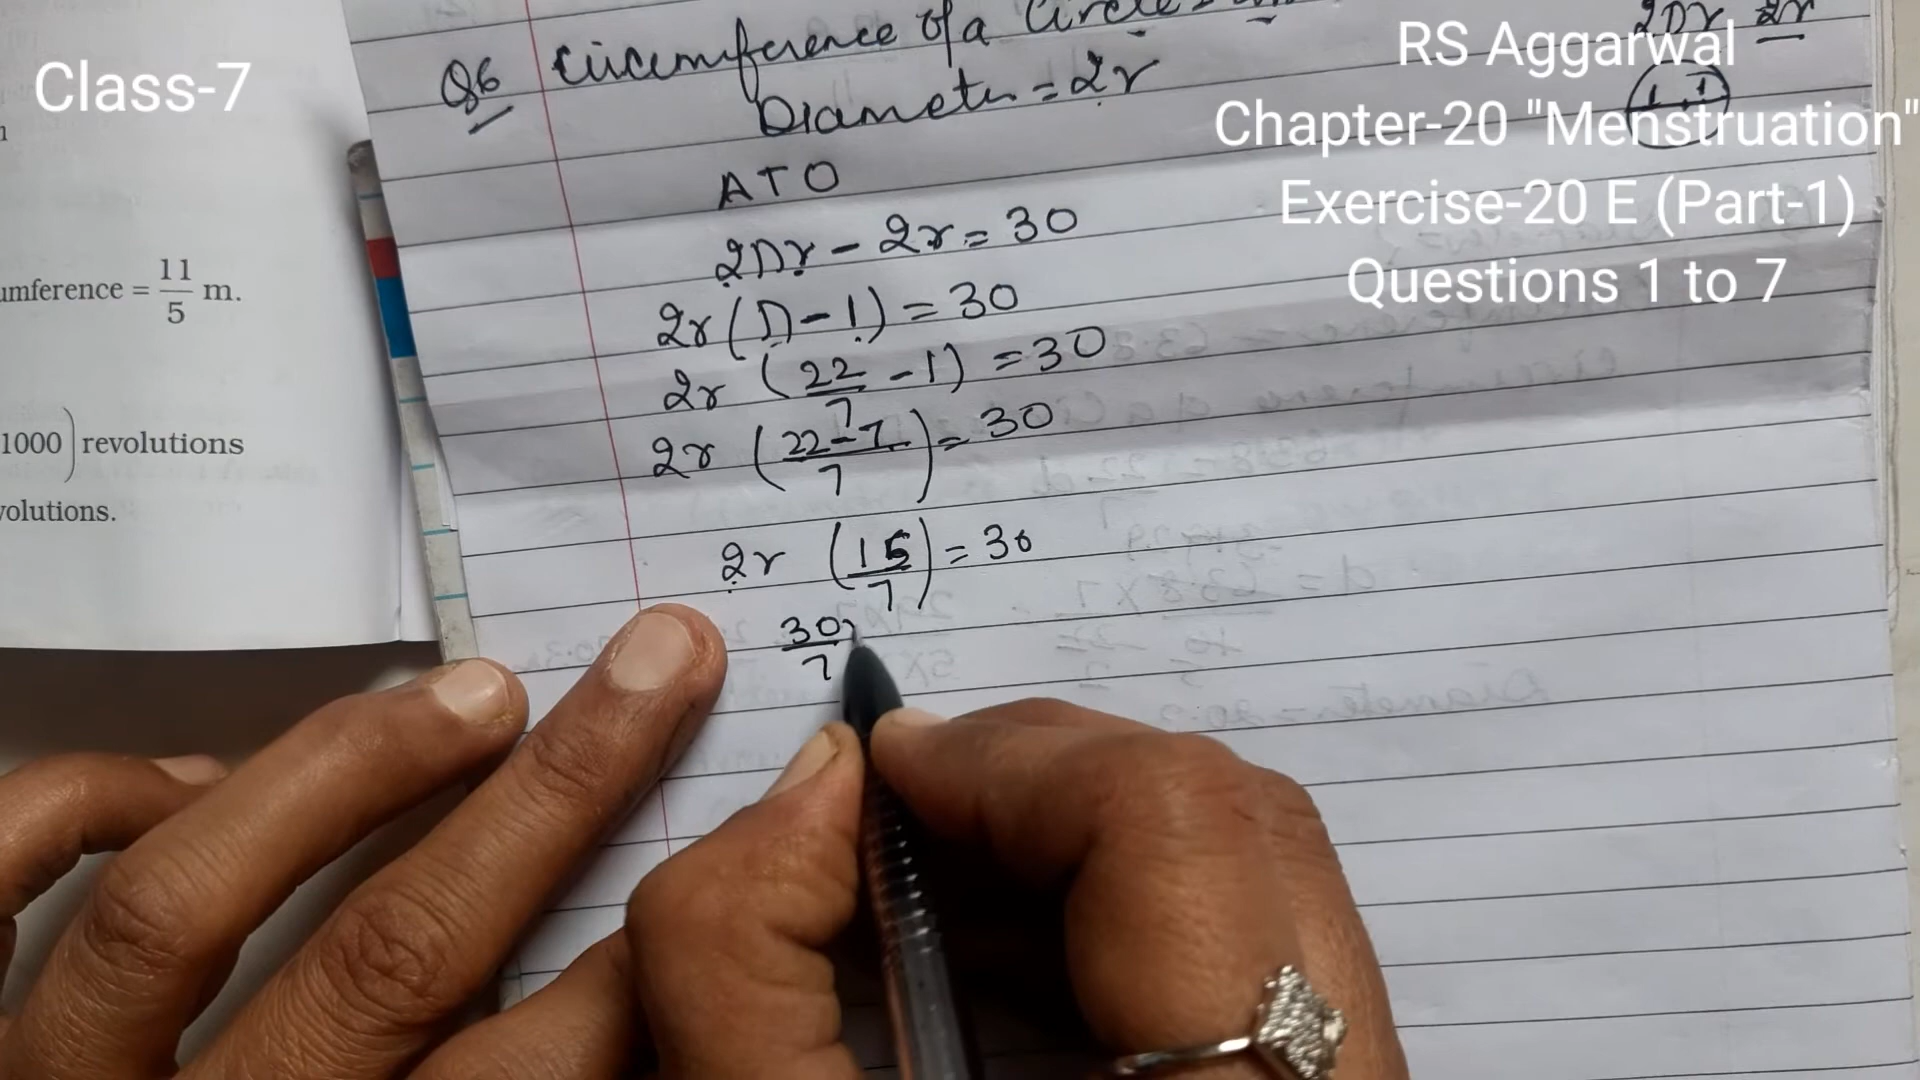 Class-7
RS Aggarwal
Chapter-20 "Menstruation"
Exercise-20 E (Part-1)
Questions 1 to 7
umference = 11/5 m.
1000) revolutions
volutions.
Q6 Circumference of a Circle =
Diameter = 2r
2πr 2r
ATQ
2πr - 2r = 30
2r (π - 1) = 30
2r (22/7 - 1) = 30
2r (22-7/7) = 30
2r (15/7) = 30
30/7